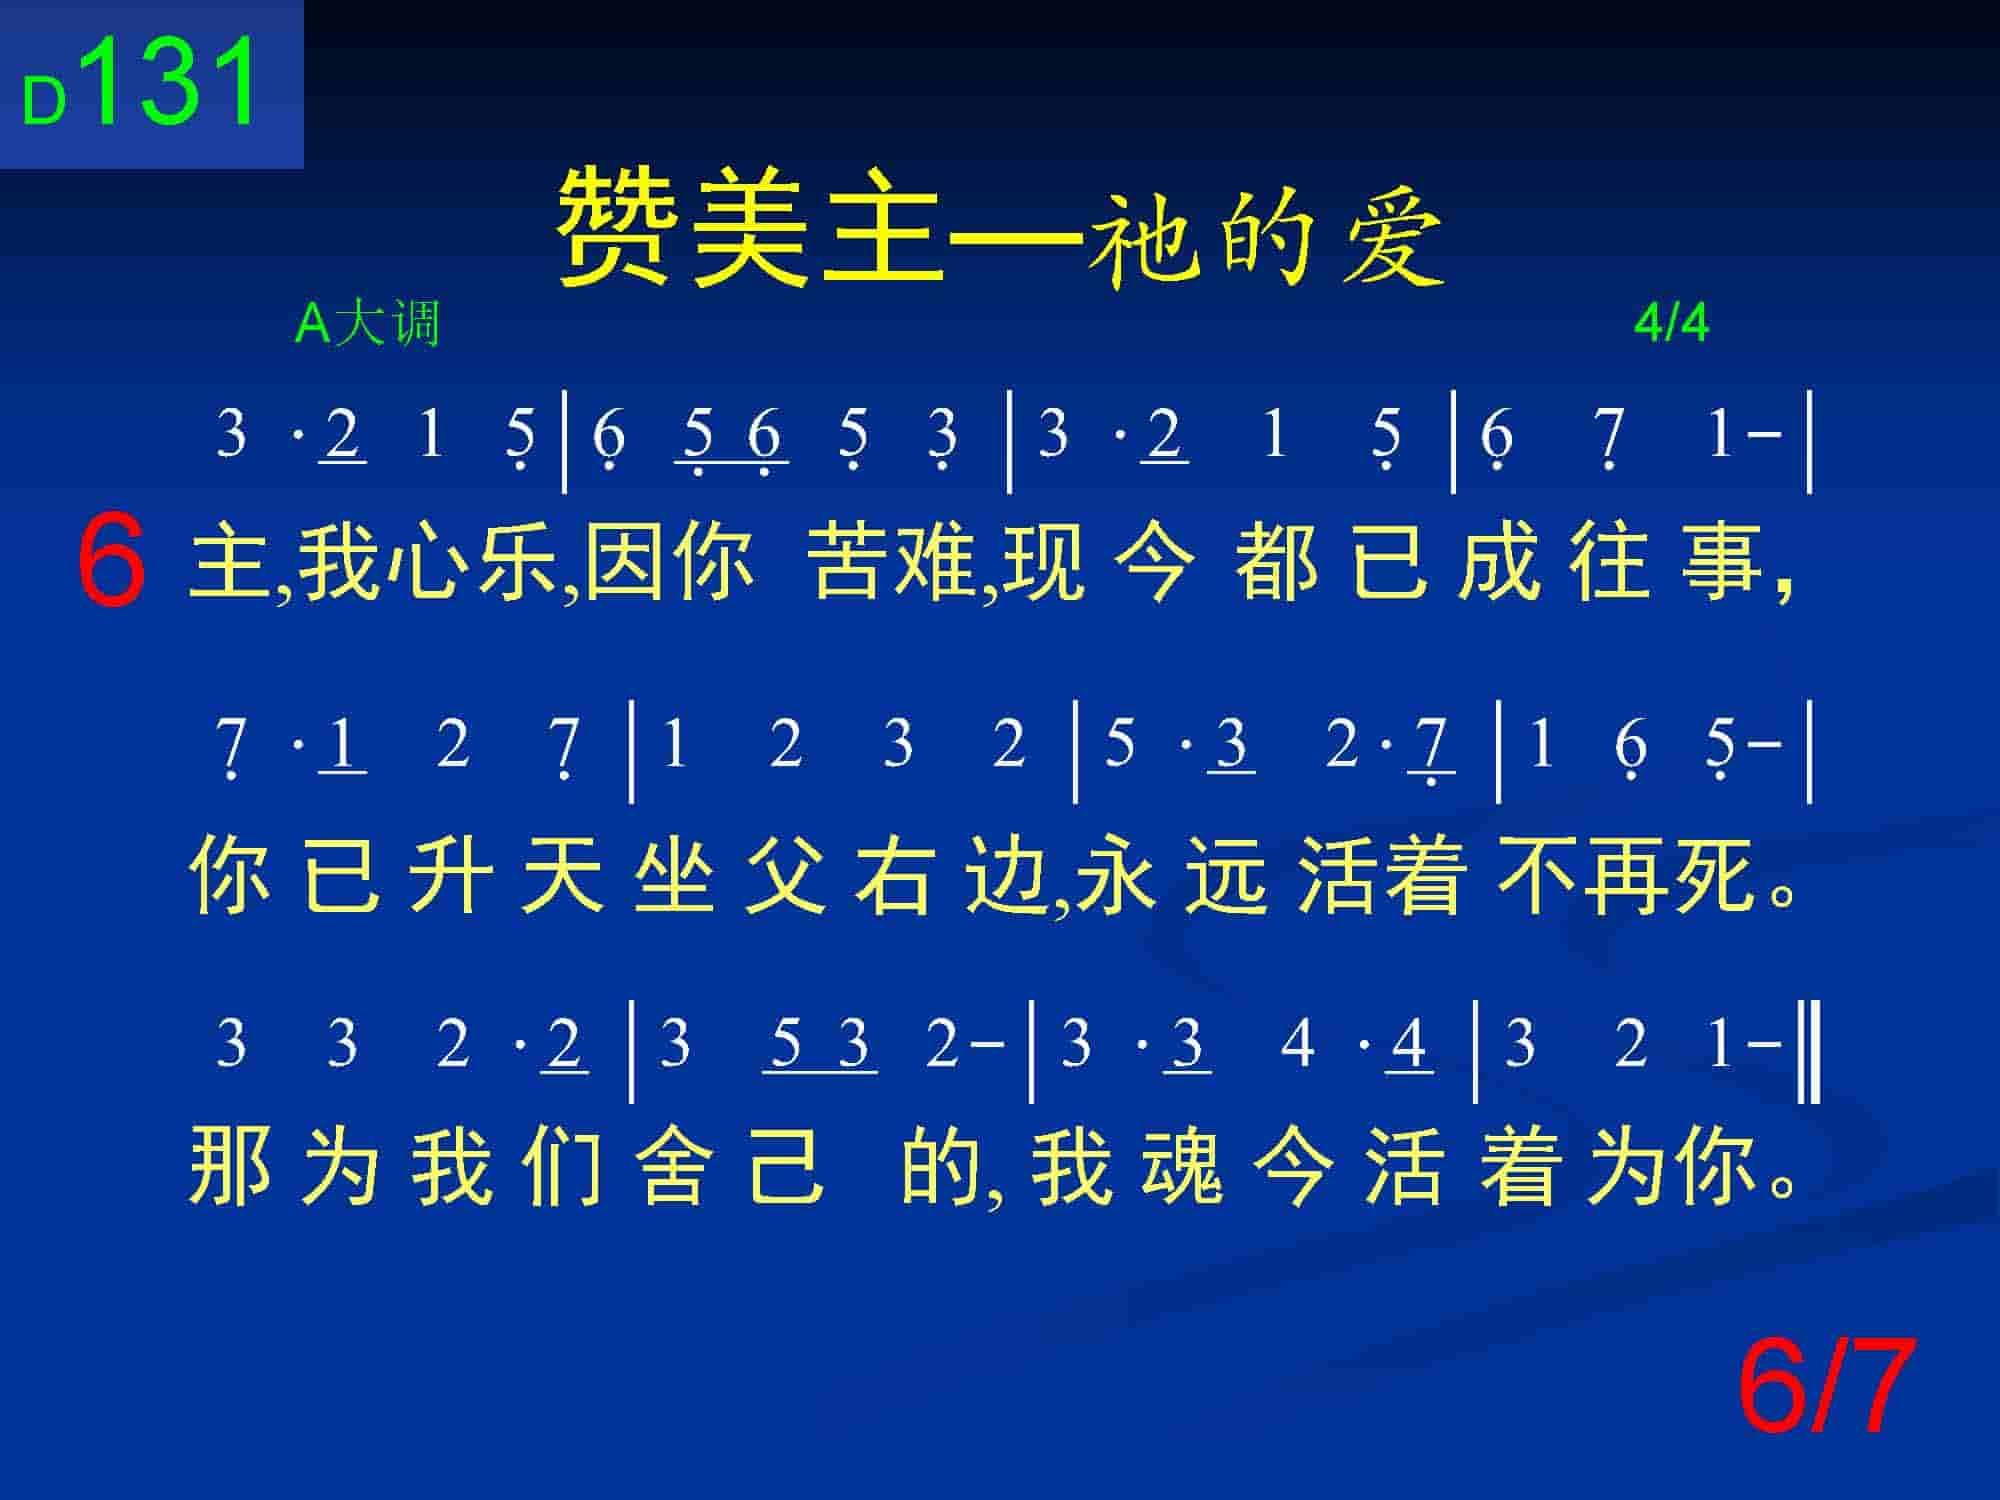 D131
赞美主—祂的爱
A大调 4/4
3 · 2 1 5 | 6 5 6 5 3 | 3 · 2 1 5 | 6 7 1 – |
6 主,我心乐,因你 苦难,现今都已成往事,
7 · 1 2 7 | 1 2 3 2 | 5 · 3 2 · 7 | 1 6 5 – |
你已升天坐父右边,永远活着不再死。
3 3 2 · 2 | 3 5 3 2 – | 3 · 3 4 · 4 | 3 2 1 – ‖
那为我们舍己 的,我魂今活着为你。
6/7